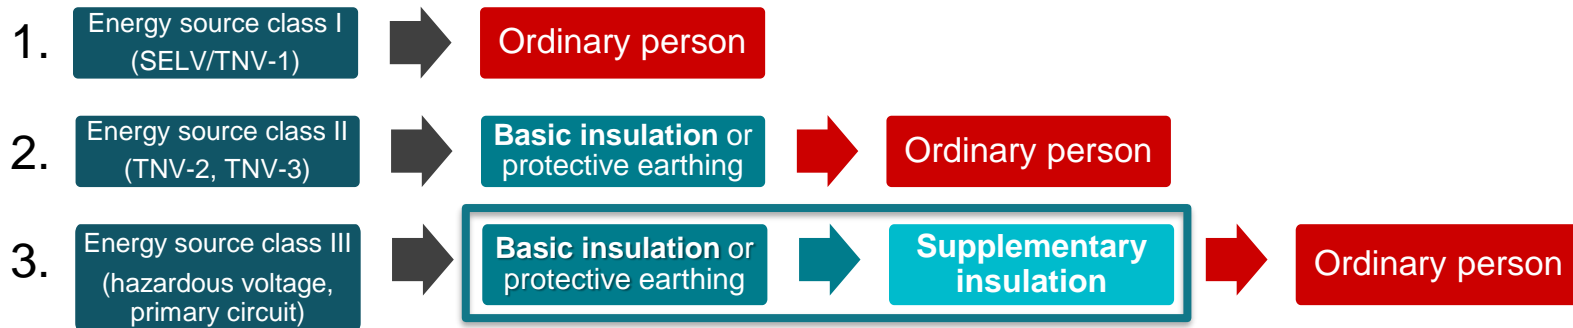 1.
Energy source class I
(SELV/TNV-1)
Ordinary person
2.
Energy source class II
(TNV-2, TNV-3)
Basic insulation or
protective earthing
Ordinary person
3.
Energy source class III
(hazardous voltage,
primary circuit)
Basic insulation or
protective earthing
Supplementary
insulation
Ordinary person